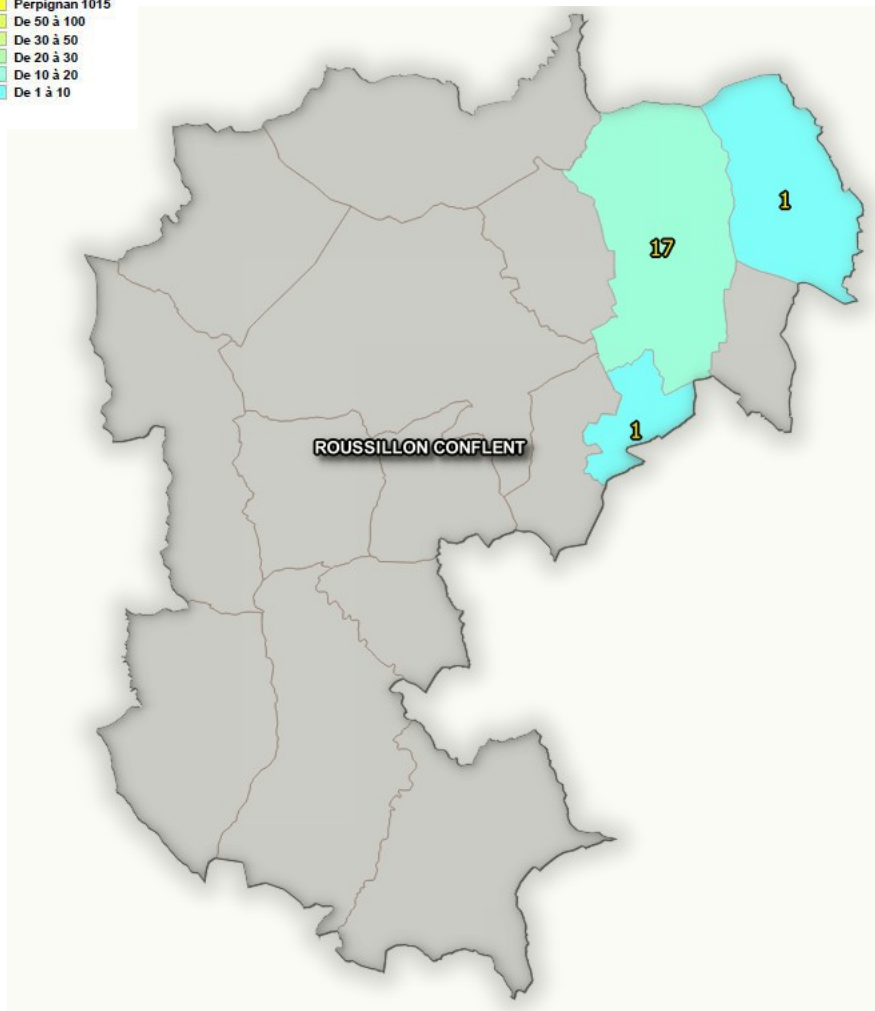 Perpignan 1015
De 50 à 100
De 30 à 50
De 20 à 30
De 10 à 20
De 1 à 10
1
17
1
ROUSSILLON CONFLENT